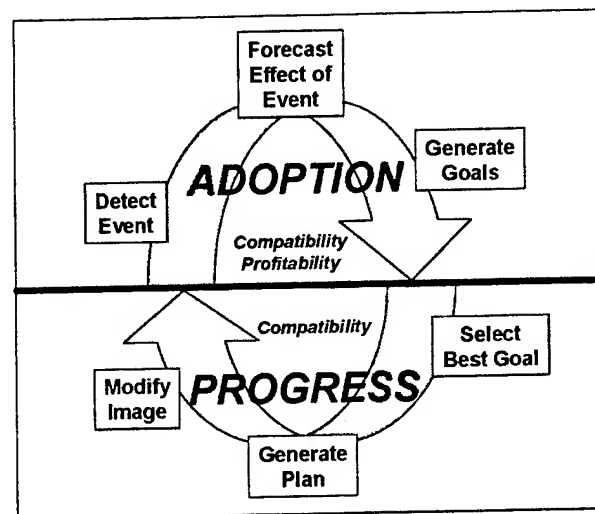 Forecast
Effect of
Event
Generate
Goals
ADOPTION
Detect
Event
Compatibility
Profitability
Compatibility
Select
Best Goal
Modify
Image
PROGRESS
Generate
Plan